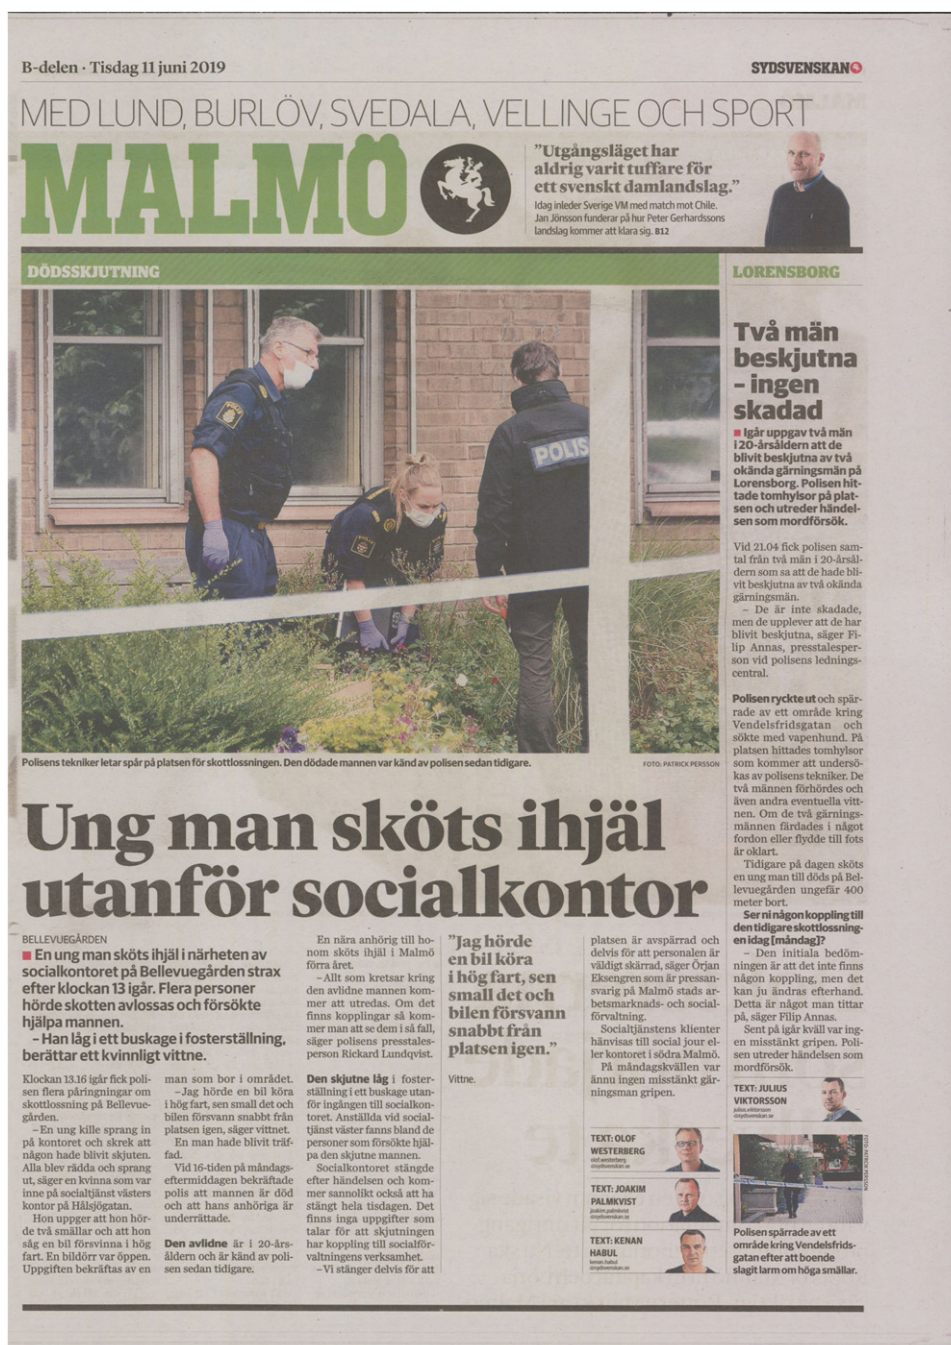 B-delen · Tisdag 11 juni 2019
SYDSVENSKAN
MED LUND, BURLÖV, SVEDALA, VELLINGE OCH SPORT
MALMÖ
”Utgångsläget har
aldrig varit tuffare för
ett svenskt damlandslag.”
Idag inleder Sverige VM med match mot Chile.
Jan Jönsson funderar på hur Peter Gerhardssons
landslag kommer att klara sig. B12
DÖDSSKJUTNING
POLIS
Polisens tekniker letar spår på platsen för skottlossningen. Den dödade mannen var känd av polisen sedan tidigare.
FOTO: PATRICK PERSSON
Ung man sköts ihjäl
utanför socialkontor
BELLEVUEGÅRDEN
■ En ung man sköts ihjäl i närheten av
socialkontoret på Bellevuegården strax
efter klockan 13 igår. Flera personer
hörde skotten avlossas och försökte
hjälpa mannen.
– Han låg i ett buskage i fosterställning,
berättar ett kvinnligt vittne.
Klockan 13.16 igår fick poli-
sen flera påringningar om
skottlossning på Bellevue-
gården.
– En ung kille sprang in
på kontoret och skrek att
någon hade blivit skjuten.
Alla blev rädda och sprang
ut, säger en kvinna som var
inne på socialtjänst västers
kontor på Hålsjögatan.
Hon uppger att hon hör-
de två smällar och att hon
såg en bil försvinna i hög
fart. En bildörr var öppen.
Uppgiften bekräftas av en
man som bor i området.
– Jag hörde en bil köra
i hög fart, sen small det och
bilen försvann snabbt från
platsen igen, säger vittnet.
En man hade blivit träf-
fad.
Vid 16-tiden på måndags-
eftermiddagen bekräftade
polis att mannen är död
och att hans anhöriga är
underrättade.
Den avlidne är i 20-års-
åldern och är känd av poli-
sen sedan tidigare.
En nära anhörig till ho-
nom sköts ihjäl i Malmö
förra året.
– Allt som kretsar kring
den avlidne mannen kom-
mer att utredas. Om det
finns kopplingar så kom-
mer man att se dem i så fall,
säger polisens presstales-
person Rickard Lundqvist.
Den skjutne låg i foster-
ställning i ett buskage utan-
för ingången till socialkon-
toret. Anställda vid social-
tjänst väster fanns bland de
personer som försökte hjäl-
pa den skjutne mannen.
Socialkontoret stängde
efter händelsen och kom-
mer sannolikt också att ha
stängt hela tisdagen. Det
finns inga uppgifter som
talar för att skjutningen
har koppling till socialför-
valtningens verksamhet.
– Vi stänger delvis för att
”Jag hörde
en bil köra
i hög fart, sen
small det och
bilen försvann
snabbt från
platsen igen.”
Vittne.
platsen är avspärrad och
delvis för att personalen är
väldigt skärrad, säger Örjan
Eksengren som är pressan-
svarig på Malmö stads ar-
betsmarknads- och social-
förvaltning.
Socialtjänstens klienter
hänvisas till social jour el-
ler kontoret i södra Malmö.
På måndagskvällen var
ännu ingen misstänkt gär-
ningsman gripen.
TEXT: OLOF
WESTERBERG
olof.westerberg
@sydsvenskan.se
TEXT: JOAKIM
PALMKVIST
joakim.palmkvist
@sydsvenskan.se
TEXT: KENAN
HABUL
kenan.habul
@sydsvenskan.se
LORENSBORG
Två män
beskjutna
– ingen
skadad
■ Igår uppgav två män
i 20-årsåldern att de
blivit beskjutna av två
okända gärningsmän på
Lorensborg. Polisen hit-
tade tomhylsor på plat-
sen och utreder händel-
sen som mordförsök.
Vid 21.04 fick polisen sam-
tal från två män i 20-årsål-
dern som sa att de hade bli-
vit beskjutna av två okända
gärningsmän.
– De är inte skadade,
men de upplever att de har
blivit beskjutna, säger Fi-
lip Annas, presstalesper-
son vid polisens lednings-
central.
Polisen ryckte ut och spär-
rade av ett område kring
Vendelsfridsgatan och
sökte med vapenhund. På
platsen hittades tomhylsor
som kommer att undersö-
kas av polisens tekniker. De
två männen förhördes och
även andra eventuella vitt-
nen. Om de två gärnings-
männen färdades i något
fordon eller flydde till fots
är oklart.
Tidigare på dagen sköts
en ung man till döds på Bel-
levuegården ungefär 400
meter bort.
Ser ni någon koppling till
den tidigare skottlossning-
en idag [måndag]?
– Den initiala bedöm-
ningen är att det inte finns
någon koppling, men det
kan ju ändras efterhand.
Detta är något man tittar
på, säger Filip Annas.
Sent på igår kväll var ing-
en misstänkt gripen. Poli-
sen utreder händelsen som
mordförsök.
TEXT: JULIUS
VIKTORSSON
julius.viktorsson
@sydsvenskan.se
FOTO: PATRICK PERSSON
Polisen spärrade av ett
område kring Vendelsfrids-
gatan efter att boende
slagit larm om höga smällar.